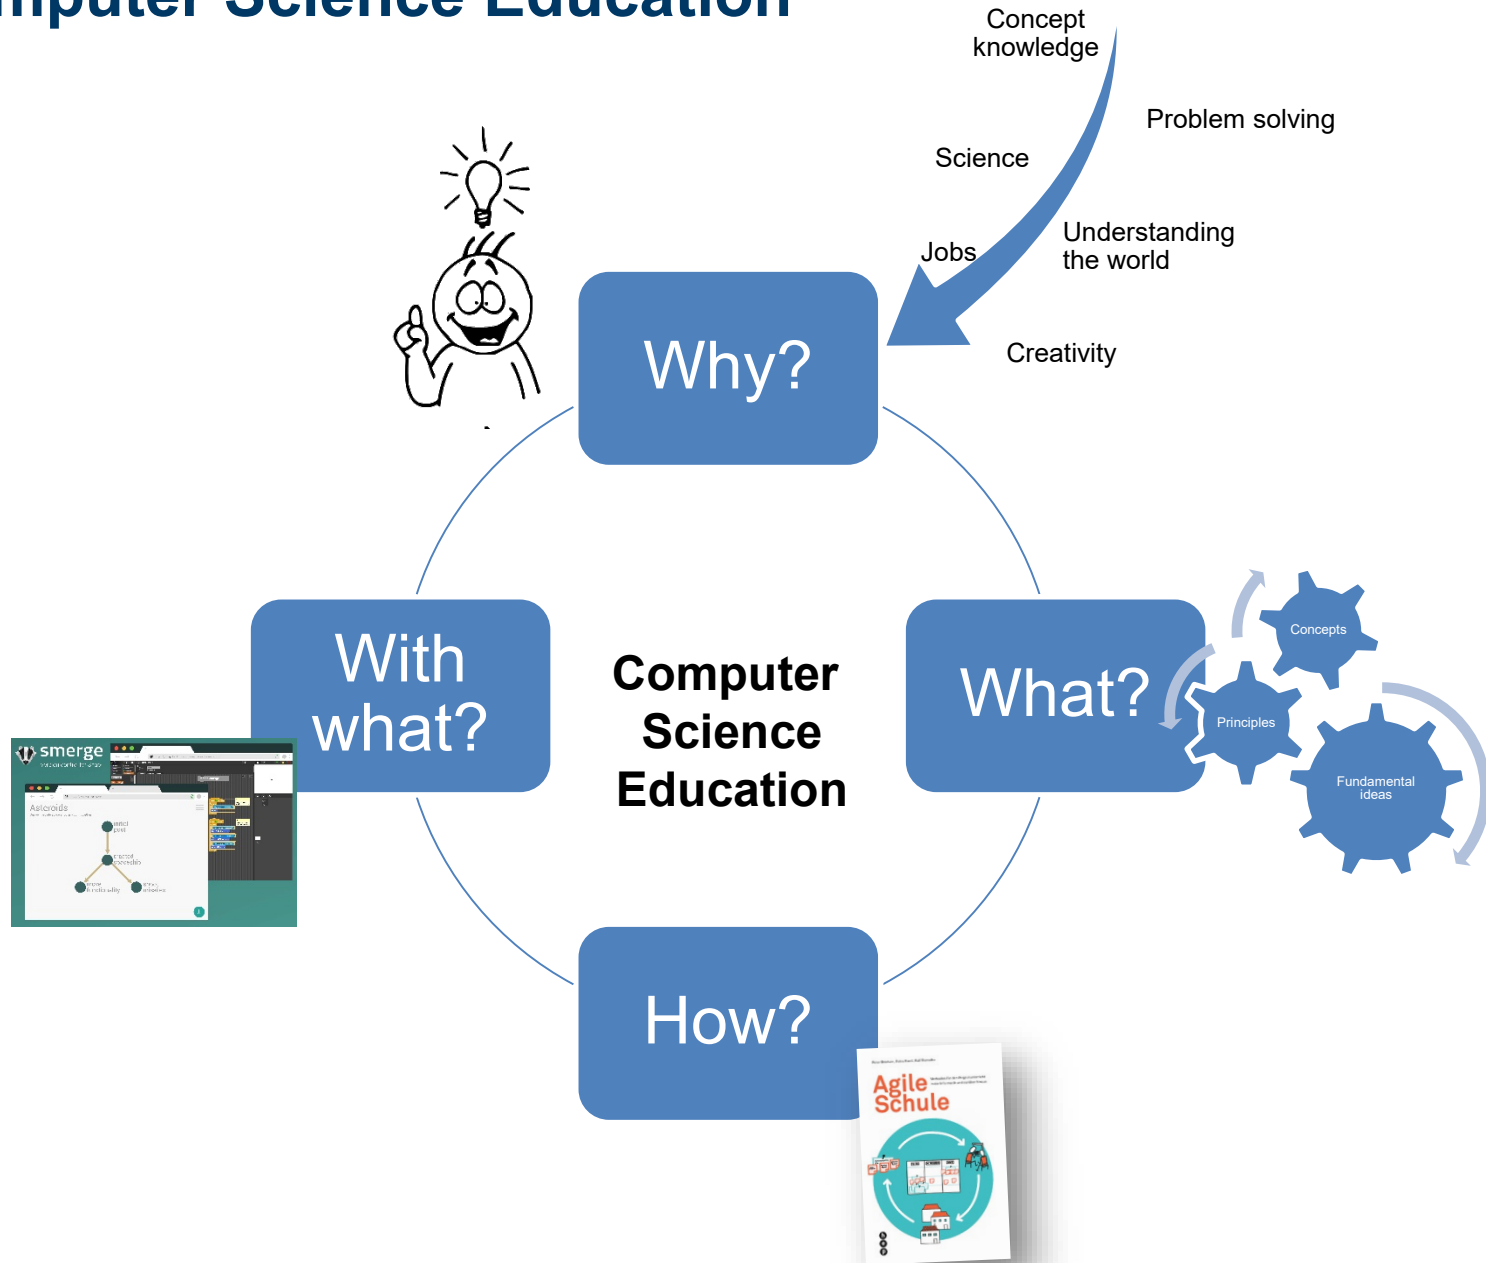 mputer Science Education
Concept
knowledge
Problem solving
Science
Understanding
the world
Jobs
Creativity
Why?
With
what?
Computer
Science
Education
What?
Concepts
Principles
Fundamental
ideas
smerge
Asteroids
How?
Agile
Schule